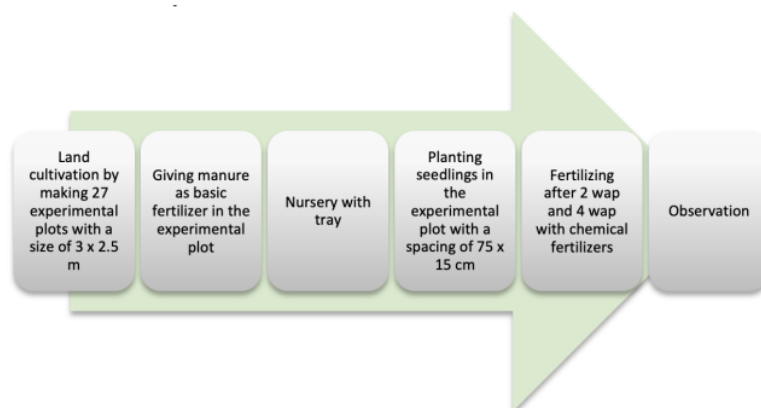 Land
cultivation by
making 27
experimental
plots with a
size of 3 x 2.5
m
Giving manure
as basic
fertilizer in the
experimental
plot
Nursery with
tray
Planting
seedlings in
the
experimental
plot with a
spacing of 75 x
15 cm
Fertilizing
after 2 wap
and 4 wap
with chemical
fertilizers
Observation